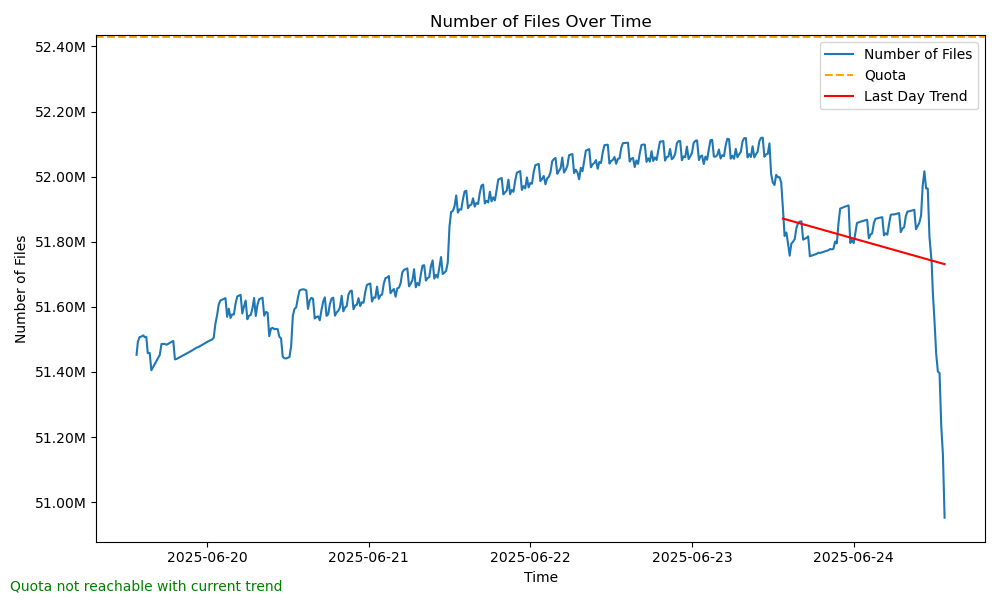 Number of Files Over Time
52.40M
52.20M
52.00M
51.80M
51.60M
51.40M
51.20M
51.00M
Number of Files
Number of Files
Quota
Last Day Trend
2025-06-20
2025-06-21
2025-06-22
2025-06-23
2025-06-24
Time
Quota not reachable with current trend